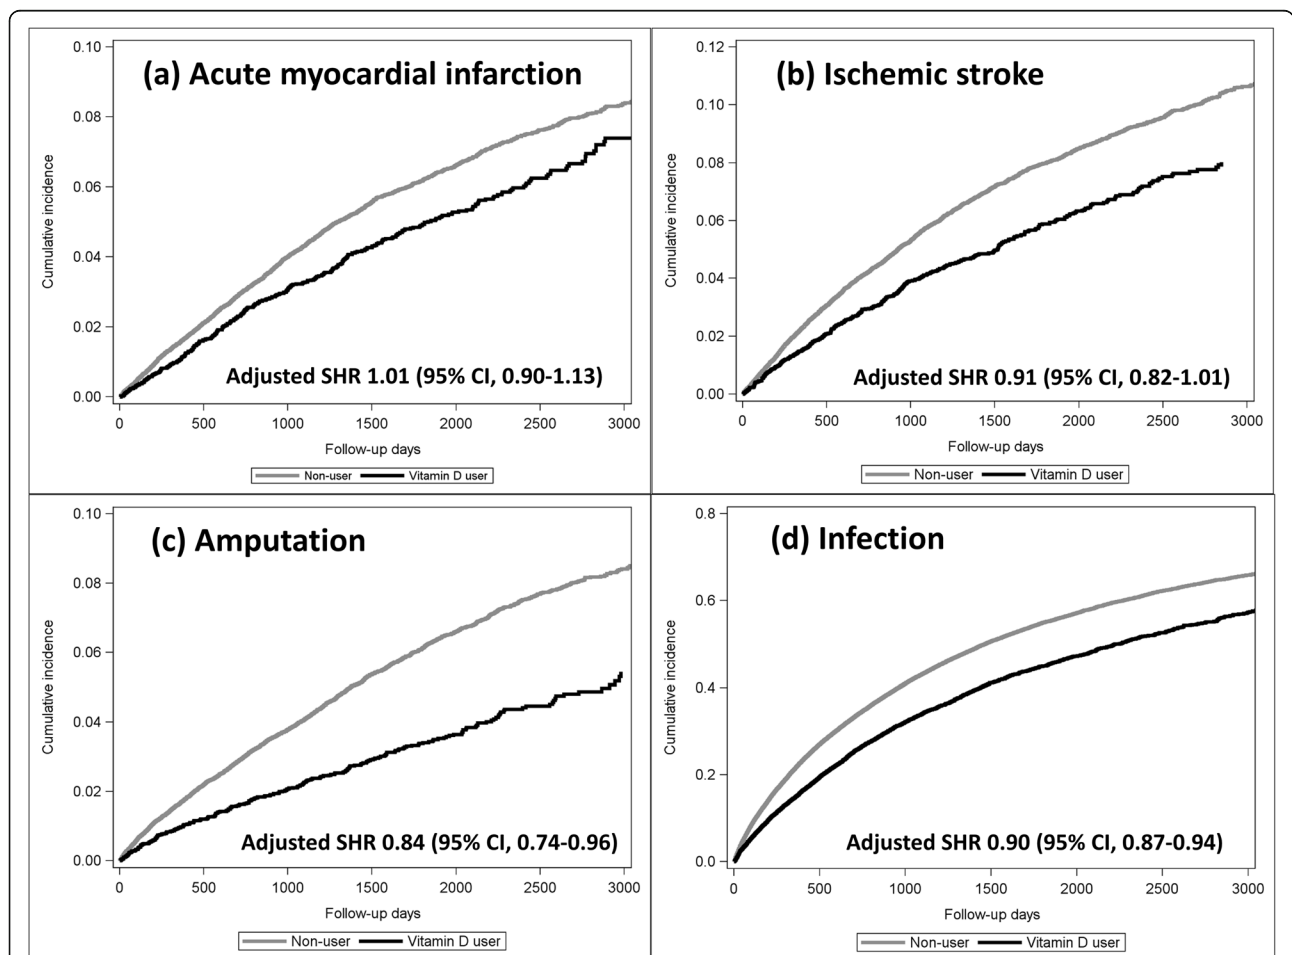 (a) Acute myocardial infarction
0.10
0.08
0.06
0.04
0.02
0.00
Cumulative incidence
Adjusted SHR 1.01 (95% CI, 0.90-1.13)
0 500 1000 1500 2000 2500 3000
Follow-up days
Non-user Vitamin D user
(b) Ischemic stroke
0.12
0.10
0.08
0.06
0.04
0.02
0.00
Cumulative incidence
Adjusted SHR 0.91 (95% CI, 0.82-1.01)
0 500 1000 1500 2000 2500 3000
Follow-up days
Non-user Vitamin D user
(c) Amputation
0.10
0.08
0.06
0.04
0.02
0.00
Cumulative incidence
Adjusted SHR 0.84 (95% CI, 0.74-0.96)
0 500 1000 1500 2000 2500 3000
Follow-up days
Non-user Vitamin D user
(d) Infection
0.8
0.6
0.4
0.2
0.0
Cumulative incidence
Adjusted SHR 0.90 (95% CI, 0.87-0.94)
0 500 1000 1500 2000 2500 3000
Follow-up days
Non-user Vitamin D user